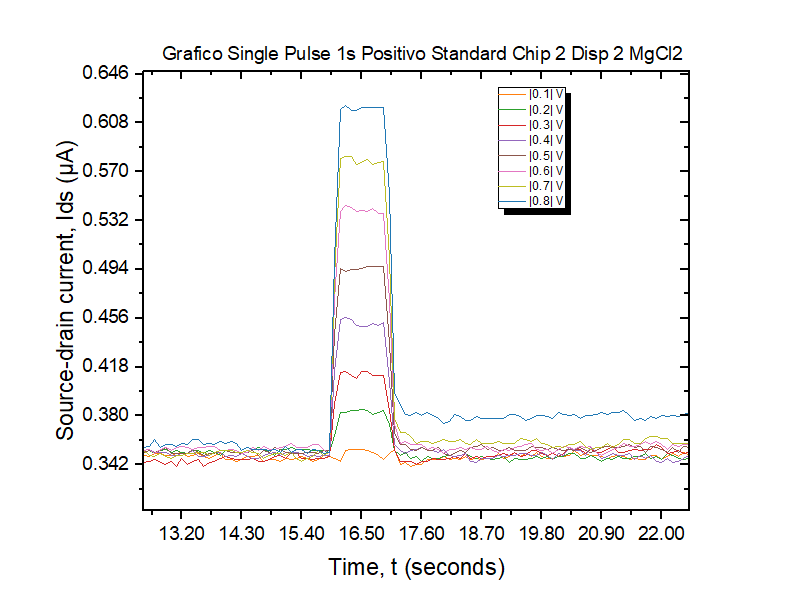 Grafico Single Pulse 1s Positivo Standard Chip 2 Disp 2 MgCl2
0.646
0.608
0.570
0.532
0.494
0.456
0.418
0.380
0.342
Source-drain current, Ids (µA)
|0.1| V
|0.2| V
|0.3| V
|0.4| V
|0.5| V
|0.6| V
|0.7| V
|0.8| V
13.20 14.30 15.40 16.50 17.60 18.70 19.80 20.90 22.00
Time, t (seconds)